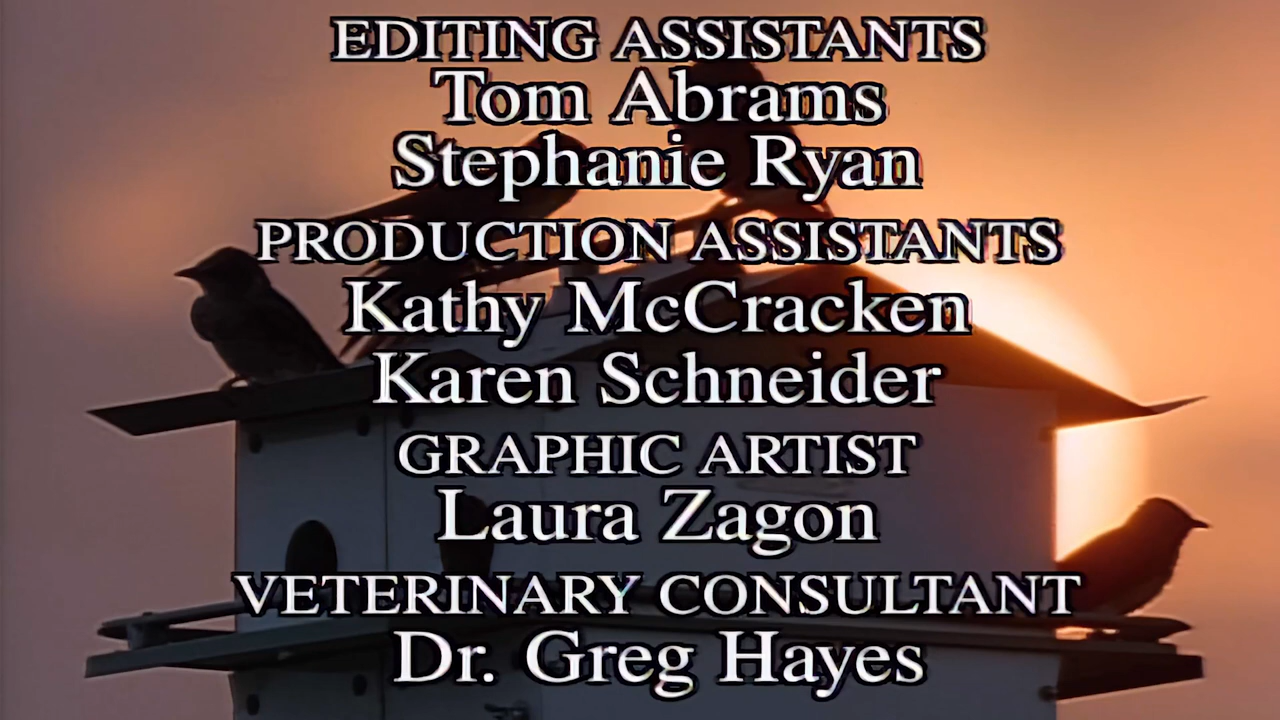 EDITING ASSISTANTS
Tom Abrams
Stephanie Ryan
PRODUCTION ASSISTANTS
Kathy McCracken
Karen Schneider
GRAPHIC ARTIST
Laura Zagon
VETERINARY CONSULTANT
Dr. Greg Hayes